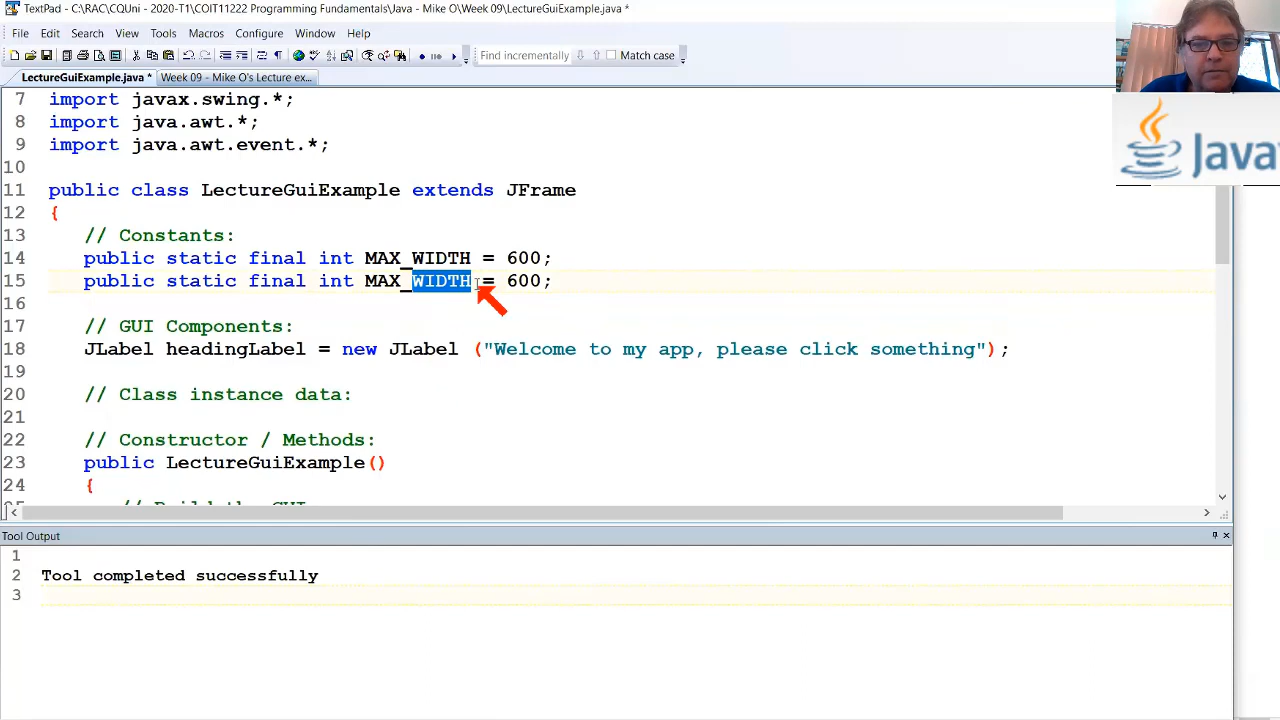 TextPad - C:\RAC\CQUni - 2020-T1\COIT11222 Programming Fundamentals\Java - Mike O\Week 09\LectureGuiExample.java *
File Edit Search View Tools Macros Configure Window Help
Find incrementally Match case
LectureGuiExample.java * Week 09 - Mike O's Lecture ex...
7 import javax.swing.*;
8 import java.awt.*;
9 import java.awt.event.*;
10
11 public class LectureGuiExample extends JFrame
12 {
13 // Constants:
14 public static final int MAX_WIDTH = 600;
15 public static final int MAX_WIDTH = 600;
16
17 // GUI Components:
18 JLabel headingLabel = new JLabel ("Welcome to my app, please click something");
19
20 // Class instance data:
21
22 // Constructor / Methods:
23 public LectureGuiExample()
24 {
Tool Output
1
2 Tool completed successfully
3
Java